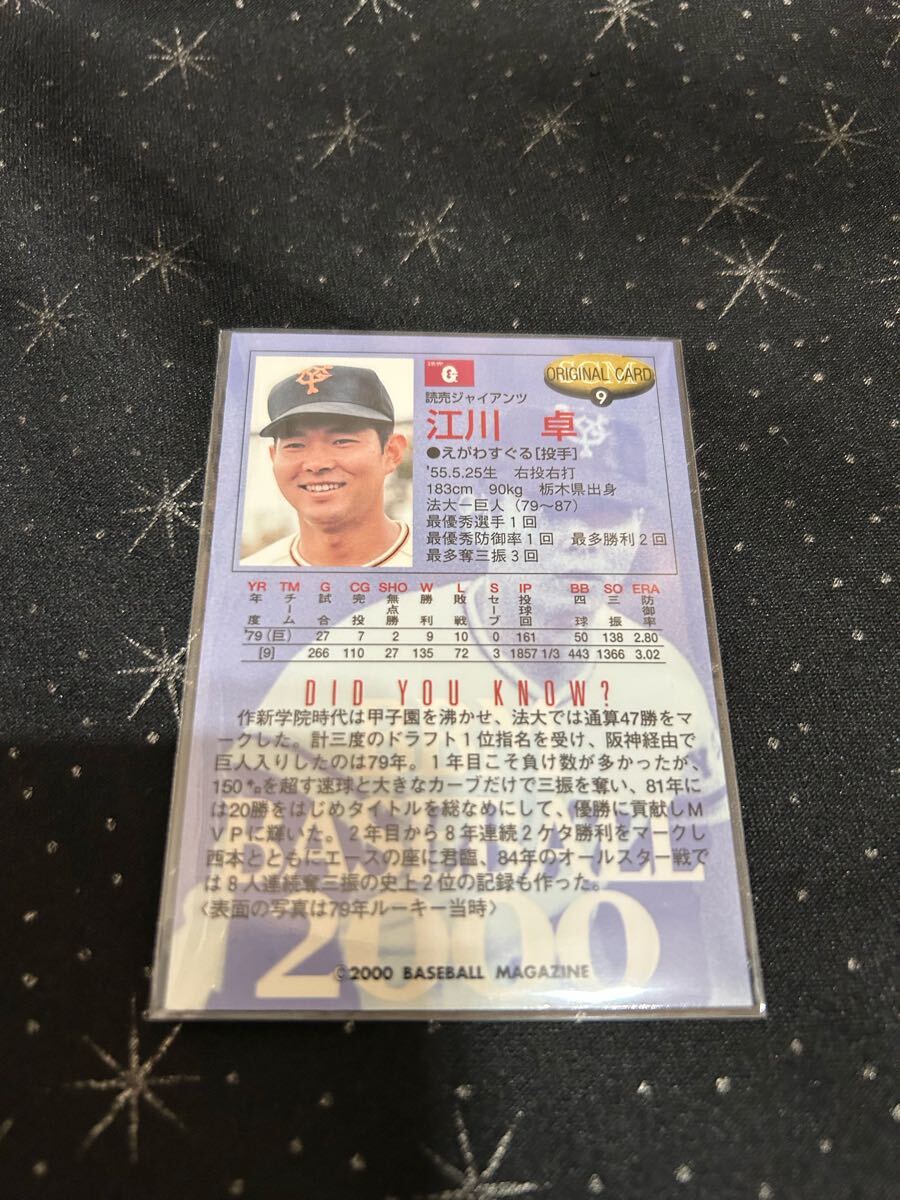 ORIGINAL CARD
9
G
読売ジャイアンツ
江川 卓
●えがわすぐる[投手]
'55.5.25生 右投右打
183cm 90kg 栃木県出身
法大ー巨人（79〜87）
最優秀選手1回
最優秀防御率1回 最多勝利2回
最多奪三振3回
YR TM G CG SHO W L S IP BB SO ERA
年度 チーム 試合 完投 無点勝 勝利 敗戦 セーブ 投球回 四球 三振 防御率
'79 (巨) 27 7 2 9 10 0 161 50 138 2.80
[9] 266 110 27 135 72 3 1857 1/3 443 1366 3.02
DID YOU KNOW?
作新学院時代は甲子園を沸かせ、法大では通算47勝をマ
ークした。計三度のドラフト1位指名を受け、阪神経由で
巨人入りしたのは79年。1年目こそ負け数が多かったが、
150㌔を超す速球と大きなカーブだけで三振を奪い、81年に
は20勝をはじめタイトルを総なめにして、優勝に貢献しM
VPに輝いた。2年目から8年連続2ケタ勝利をマークし
西本とともにエースの座に君臨、84年のオールスター戦で
は8人連続奪三振の史上2位の記録も作った。
〈表面の写真は79年ルーキー当時〉
BASEBALL
2000
©2000 BASEBALL MAGAZINE